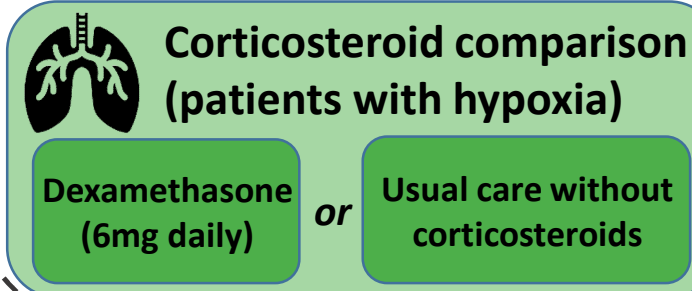 Corticosteroid comparison
(patients with hypoxia)
Dexamethasone
(6mg daily)
or
Usual care without
corticosteroids